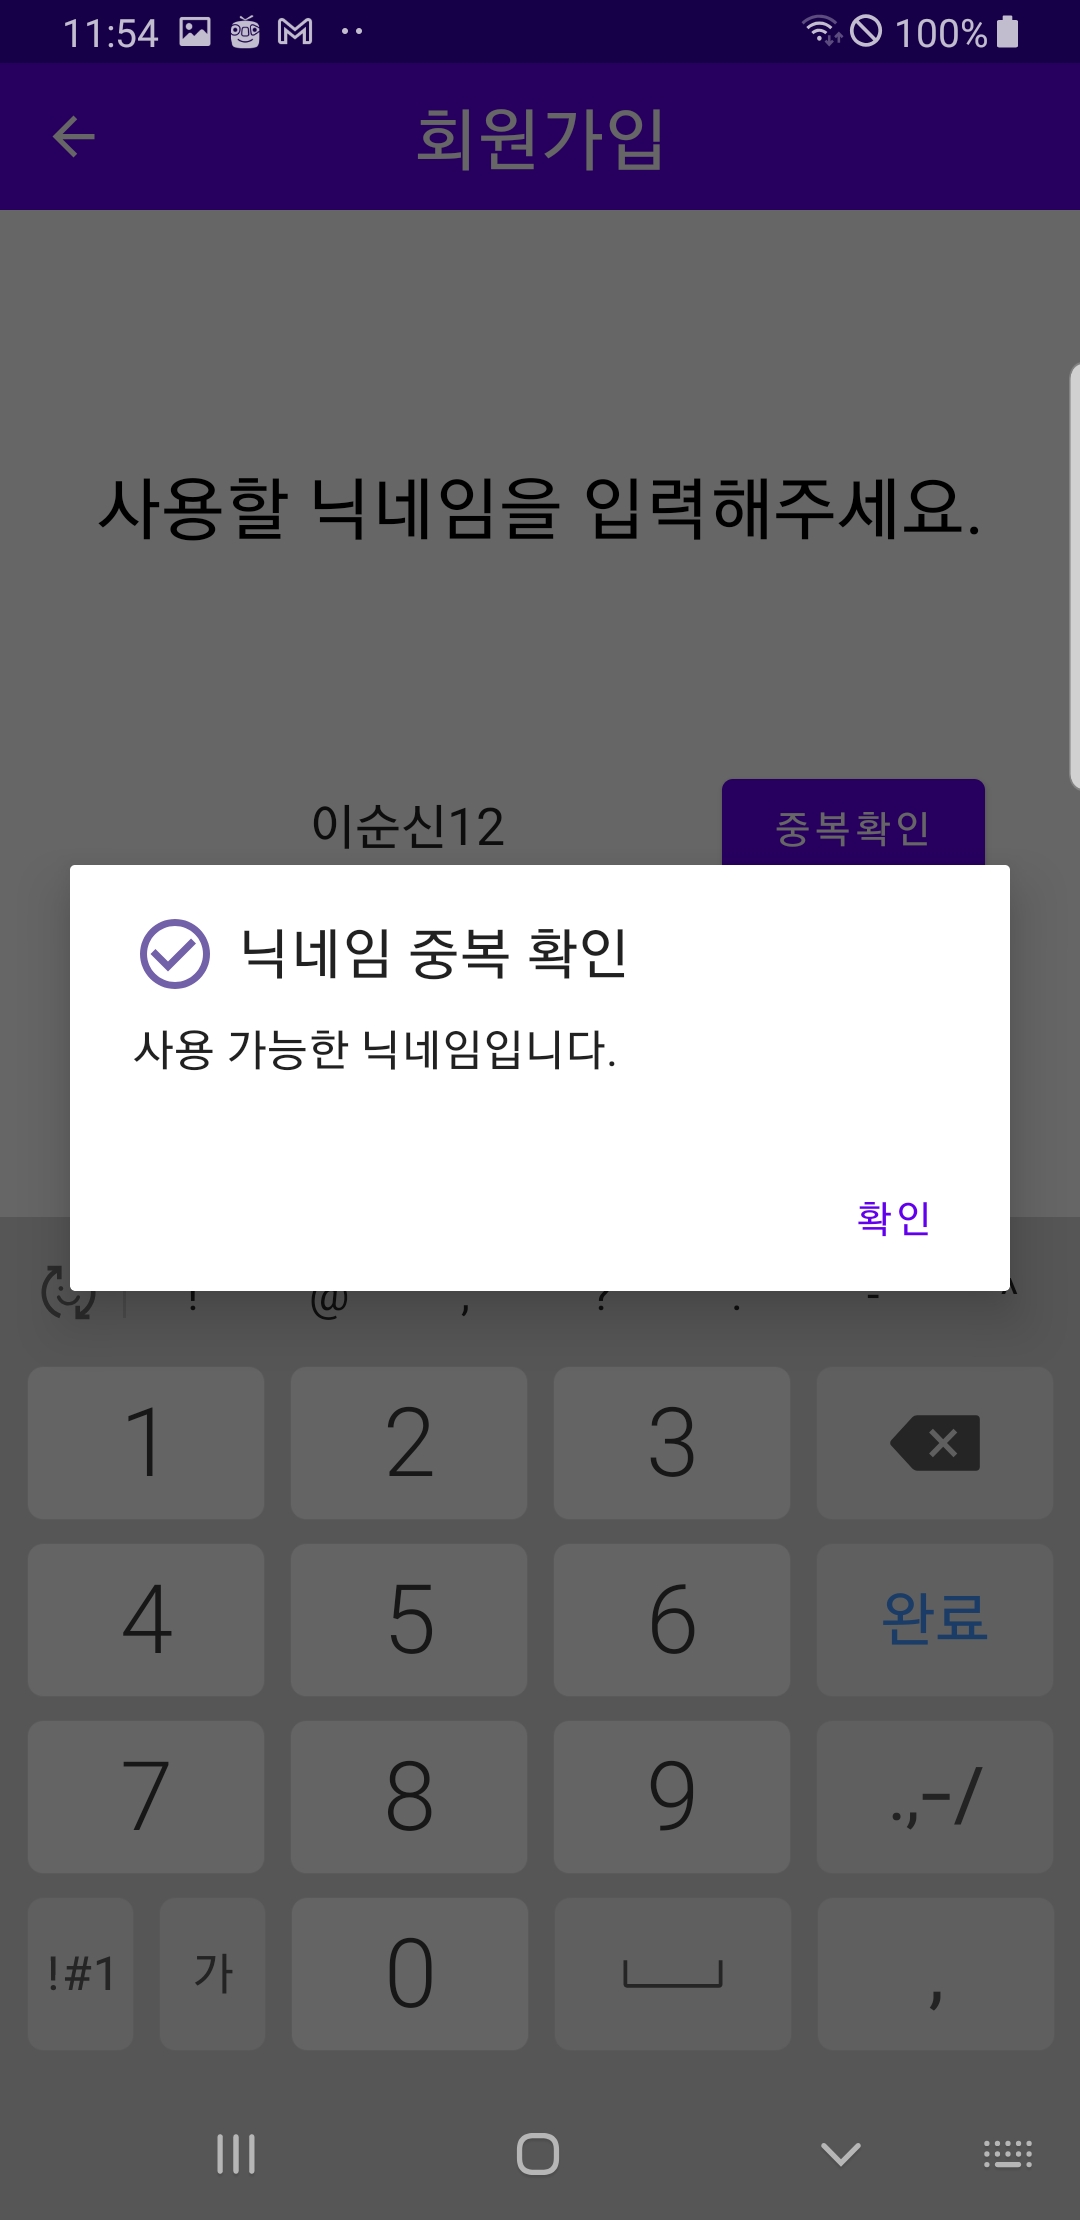 11:54 100%
회원가입
사용할 닉네임을 입력해주세요.
이순신12 중복확인
닉네임 중복 확인
사용 가능한 닉네임입니다.
확인
! @ , ? . - ^
1 2 3
4 5 6 완료
7 8 9 .,-/
!#1 가 0 ,